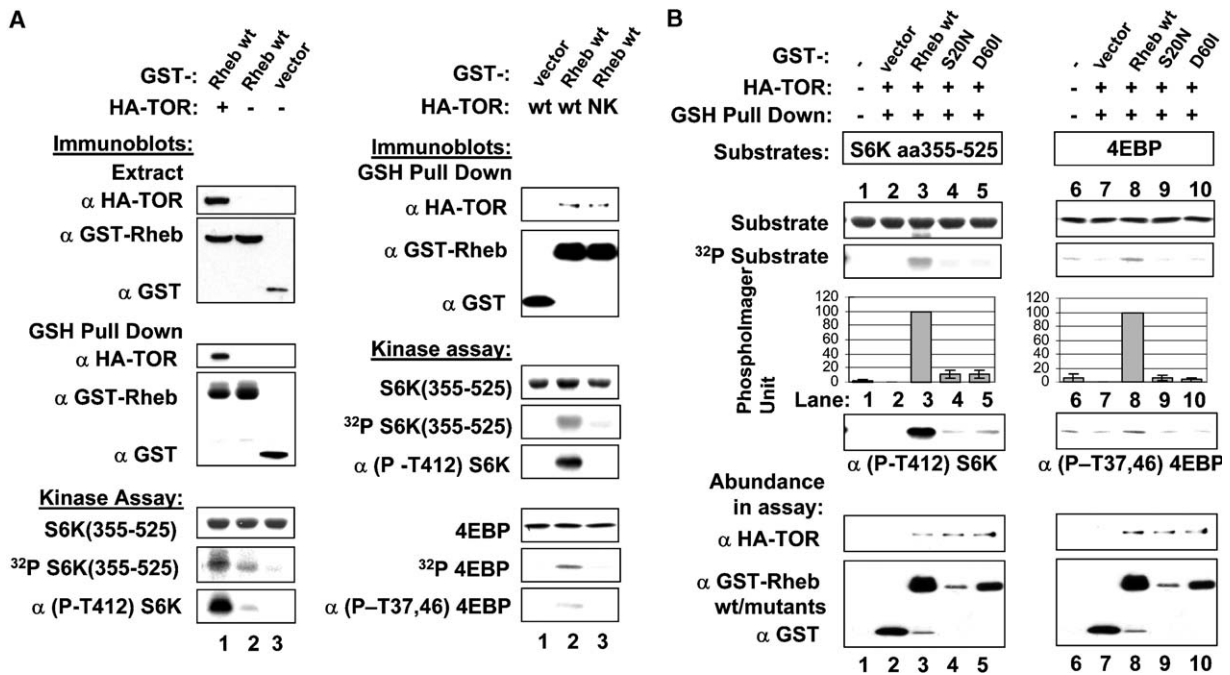 A
GST-: Rheb wt Rheb wt vector
HA-TOR: + - -
Immunoblots:
Extract
α HA-TOR
α GST-Rheb
α GST
GSH Pull Down
α HA-TOR
α GST-Rheb
α GST
Kinase Assay:
S6K(355-525)
32P S6K(355-525)
α (P-T412) S6K
1 2 3
GST-: vector Rheb wt Rheb wt
HA-TOR: wt wt NK
Immunoblots:
GSH Pull Down
α HA-TOR
α GST-Rheb
α GST
Kinase assay:
S6K(355-525)
32P S6K(355-525)
α (P -T412) S6K
4EBP
32P 4EBP
α (P–T37,46) 4EBP
1 2 3
B
GST-: - vector Rheb wt S20N D60I - vector Rheb wt S20N D60I
HA-TOR: - + + + + - + + + +
GSH Pull Down: - + + + + - + + + +
Substrates: S6K aa355-525 4EBP
1 2 3 4 5 6 7 8 9 10
Substrate
32P Substrate
PhosphoImager
Unit
120
100
80
60
40
20
0
120
100
80
60
40
20
0
Lane: 1 2 3 4 5 6 7 8 9 10
α (P-T412) S6K α (P–T37,46) 4EBP
Abundance
in assay:
α HA-TOR
α GST-Rheb
wt/mutants
α GST
1 2 3 4 5 6 7 8 9 10